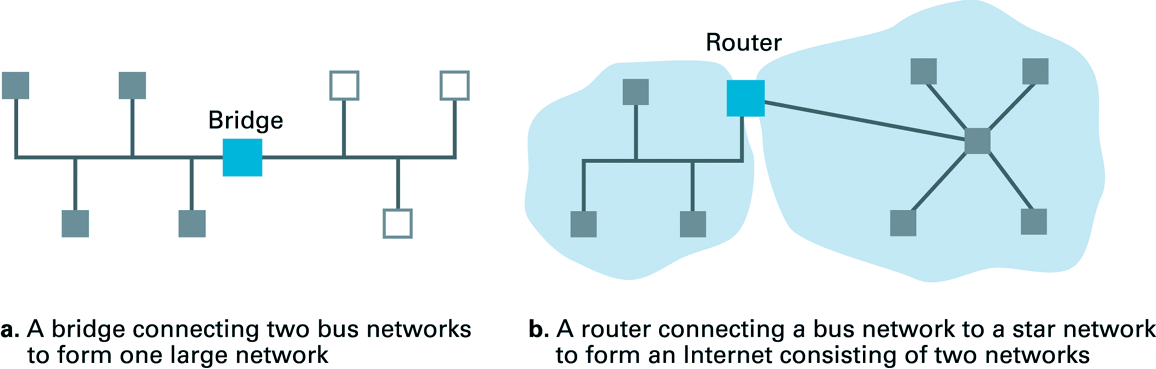 Bridge
Router
a. A bridge connecting two bus networks
to form one large network
b. A router connecting a bus network to a star network
to form an Internet consisting of two networks